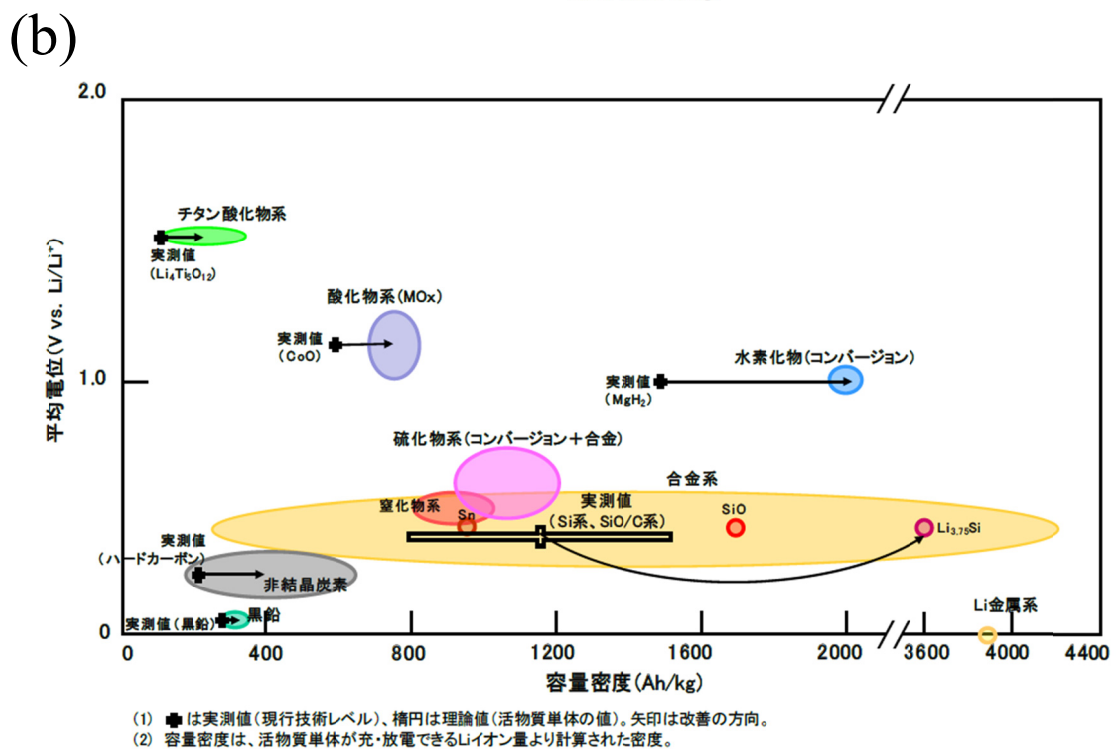 (b)
2.0
チタン酸化物系
実測値
(Li₄Ti₅O₁₂)
酸化物系(MOx)
実測値
(CoO)
水素化物(コンバージョン)
1.0
実測値
(MgH₂)
平均電位(V vs. Li/Li⁺)
硫化物系(コンバージョン＋合金)
合金系
窒化物系
Sn
実測値
(Si系、SiO/C系)
SiO
Li₃.₇₅Si
実測値
(ハードカーボン)
非結晶炭素
黒鉛
実測値(黒鉛)
Li金属系
0
0 400 800 1200 1600 2000 3600 4000 4400
容量密度(Ah/kg)
(1) ✚は実測値(現行技術レベル)、楕円は理論値(活物質単体の値)。矢印は改善の方向。
(2) 容量密度は、活物質単体が充・放電できるLiイオン量より計算された密度。